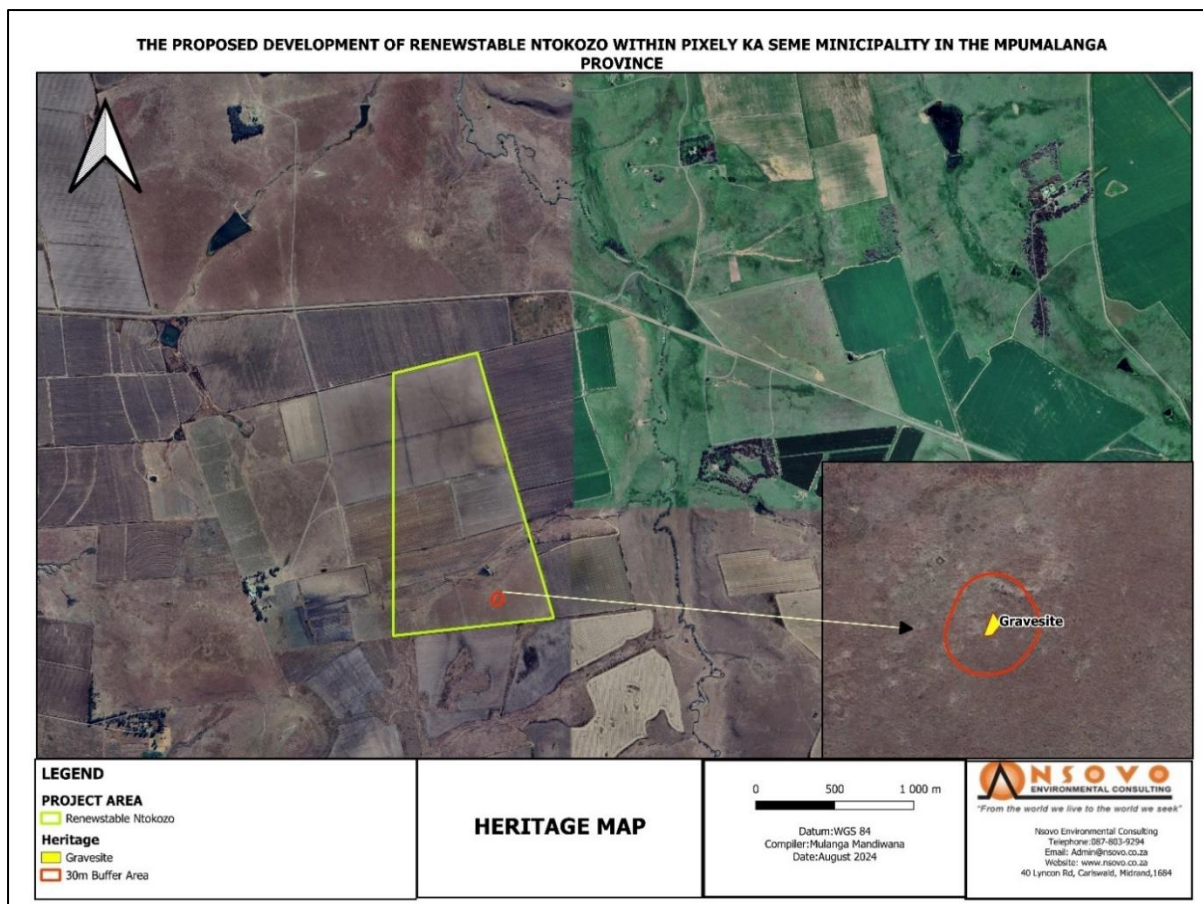 THE PROPOSED DEVELOPMENT OF RENEWSTABLE NTOKOZO WITHIN PIXELY KA SEME MINICIPALITY IN THE MPUMALANGA
PROVINCE
Gravesite
LEGEND
PROJECT AREA
Renewstable Ntokozo
Heritage
Gravesite
30m Buffer Area
HERITAGE MAP
0 500 1 000 m
Datum:WGS 84
Compiler:Mulanga Mandiwana
Date:August 2024
NSOVO
ENVIRONMENTAL CONSULTING
"From the world we live to the world we seek"
Nsovo Environmental Consulting
Telephone:087-803-9294
Email: Admin@nsovo.co.za
Website: www.nsovo.co.za
40 Lyncon Rd, Carlswald, Midrand,1684